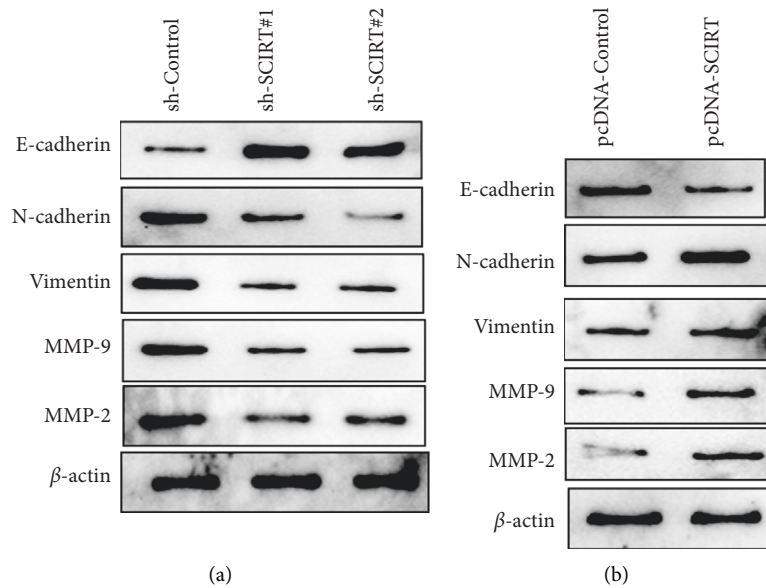 sh-Control
sh-SCIRT#1
sh-SCIRT#2
E-cadherin
N-cadherin
Vimentin
MMP-9
MMP-2
β-actin
(a)
pcDNA-Control
pcDNA-SCIRT
E-cadherin
N-cadherin
Vimentin
MMP-9
MMP-2
β-actin
(b)